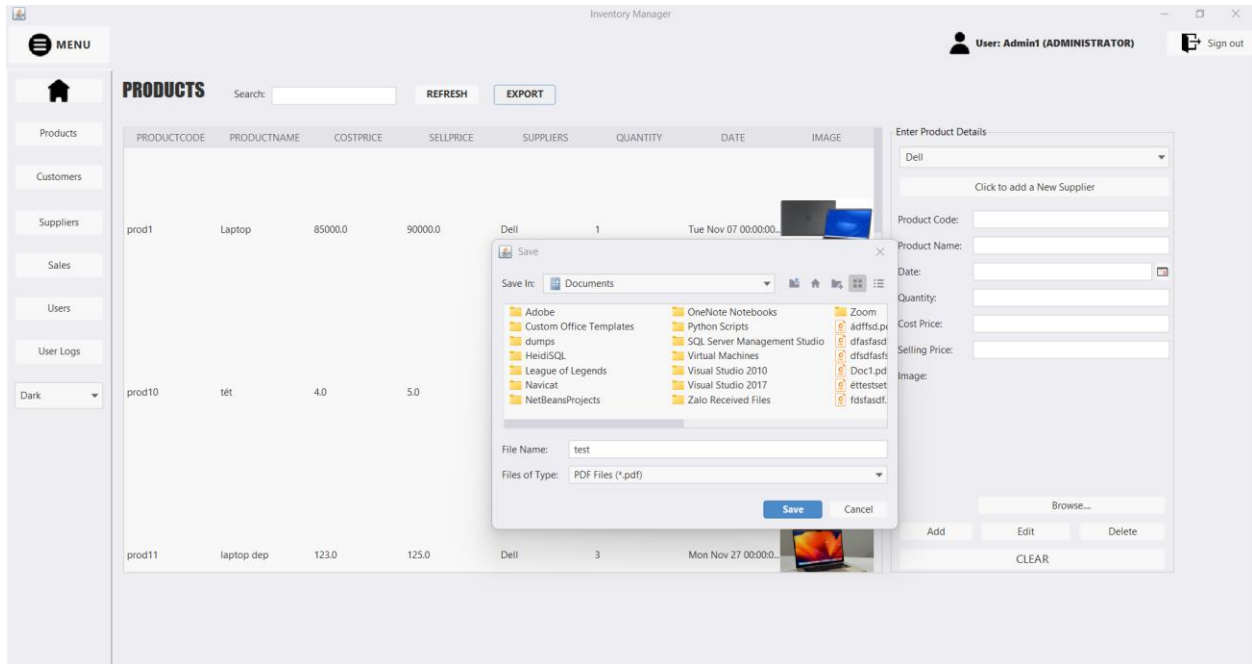 Inventory Manager
MENU
User: Admin1 (ADMINISTRATOR)
Sign out
PRODUCTS
Search:
REFRESH
EXPORT
Products
Customers
Suppliers
Sales
Users
User Logs
Dark
PRODUCTCODE PRODUCTNAME COSTPRICE SELLPRICE SUPPLIERS QUANTITY DATE IMAGE
prod1 Laptop 85000.0 90000.0 Dell 1 Tue Nov 07 00:00:00...
prod10 tét 4.0 5.0
prod11 laptop dep 123.0 125.0 Dell 3 Mon Nov 27 00:00:0...
Save
Save In: Documents
Adobe
Custom Office Templates
dumps
HeidiSQL
League of Legends
Navicat
NetBeansProjects
OneNote Notebooks
Python Scripts
SQL Server Management Studio
Virtual Machines
Visual Studio 2010
Visual Studio 2017
Zalo Received Files
Zoom
ádffsd.p
dfasfasd
dfsdfasfs
Doc1.pd
éttestset
fdsfasdf.
File Name: test
Files of Type: PDF Files (*.pdf)
Save Cancel
Enter Product Details
Dell
Click to add a New Supplier
Product Code:
Product Name:
Date:
Quantity:
Cost Price:
Selling Price:
Image:
Browse...
Add Edit Delete
CLEAR